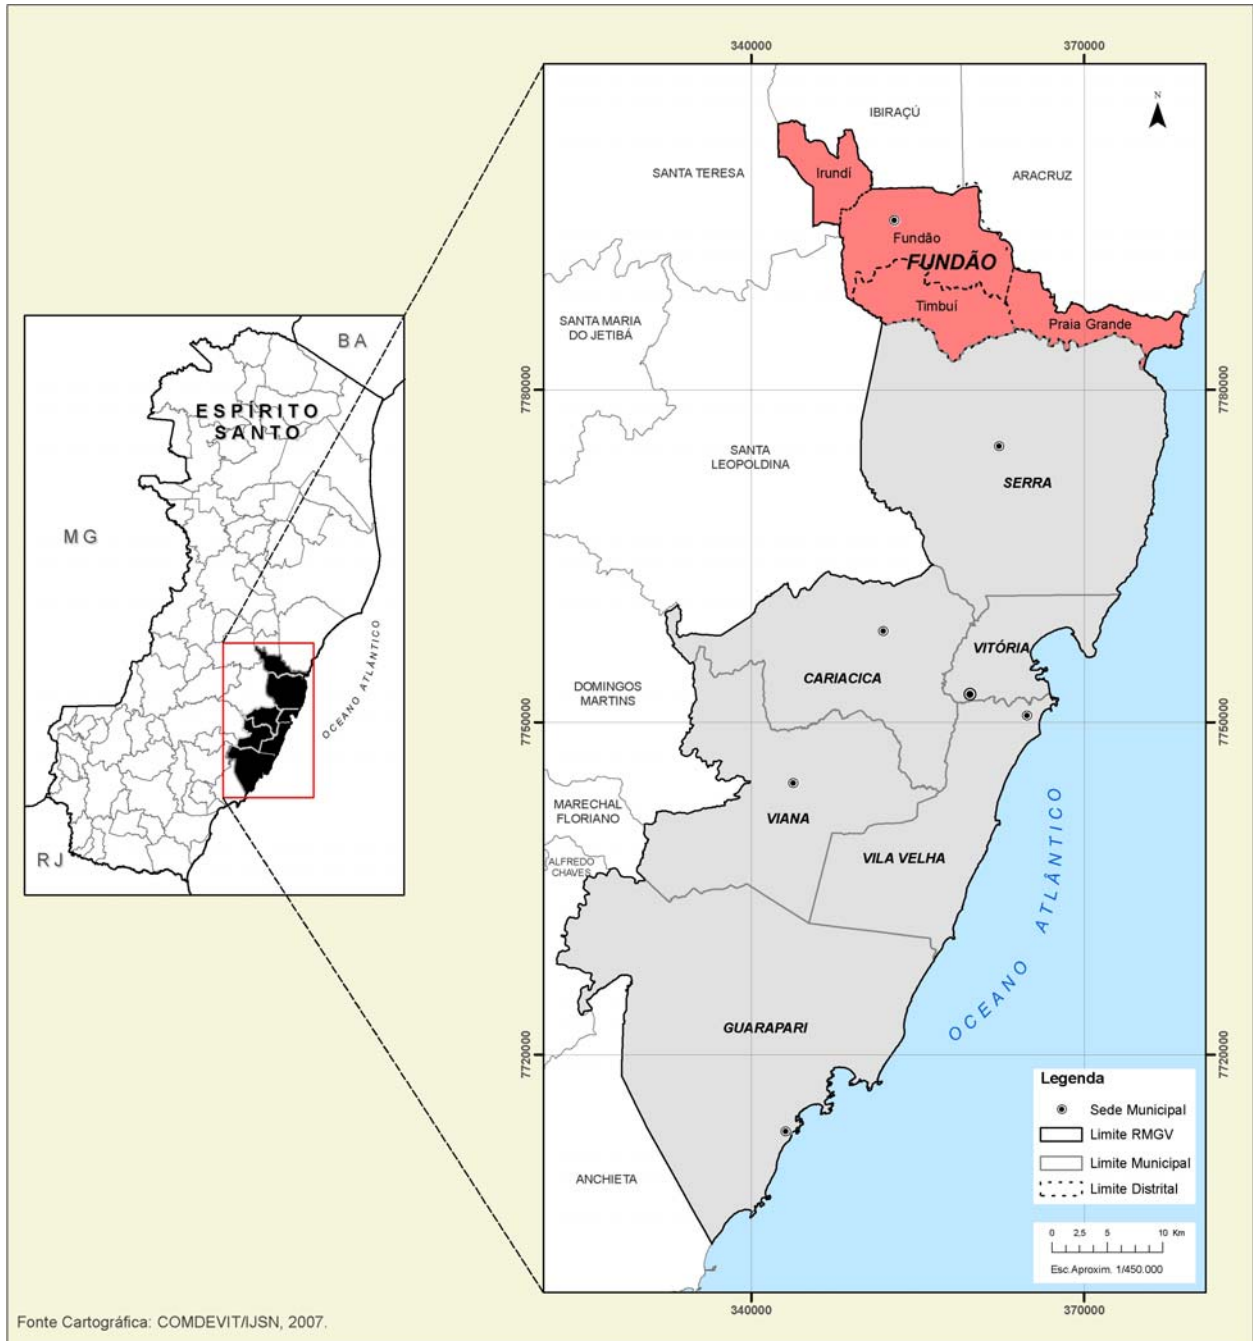 340000
370000
N
IBIRAÇÚ
SANTA TERESA
Irundí
ARACRUZ
Fundão
FUNDÃO
Timbuí
Praia Grande
SANTA MARIA
DO JETIBÁ
BA
ESPÍRITO
SANTO
MG
RJ
OCEANO ATLÂNTICO
7780000
7780000
SANTA
LEOPOLDINA
SERRA
VITÓRIA
CARIACICA
DOMINGOS
MARTINS
7750000
7750000
MARECHAL
FLORIANO
VIANA
ALFREDO
CHAVES
VILA VELHA
OCEANO ATLÂNTICO
GUARAPARI
7720000
7720000
ANCHIETA
Legenda
Sede Municipal
Limite RMGV
Limite Municipal
Limite Distrital
0 2,5 5 10 Km
Esc.Aproxim. 1/450.000
340000
370000
Fonte Cartográfica: COMDEVIT/IJSN, 2007.